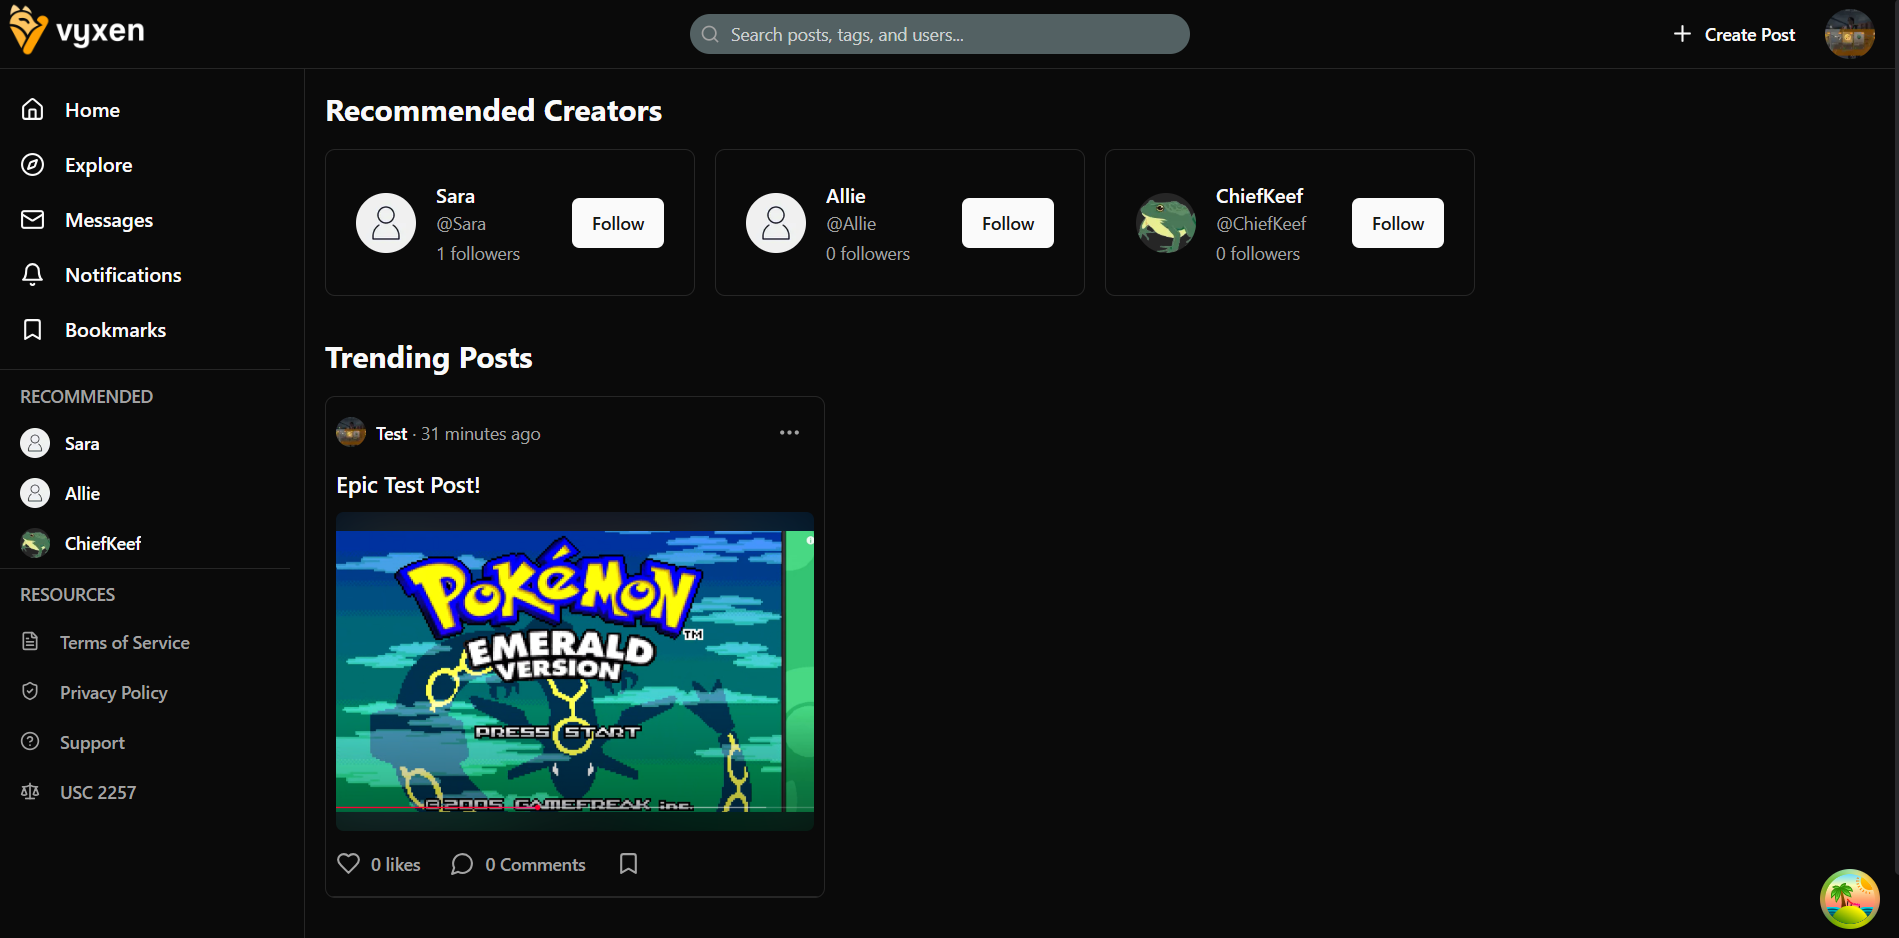 vyxen
Search posts, tags, and users...
Create Post
Home
Explore
Messages
Notifications
Bookmarks
RECOMMENDED
Sara
Allie
ChiefKeef
RESOURCES
Terms of Service
Privacy Policy
Support
USC 2257
Recommended Creators
Sara
@Sara
1 followers
Follow
Allie
@Allie
0 followers
Follow
ChiefKeef
@ChiefKeef
0 followers
Follow
Trending Posts
Test · 31 minutes ago
Epic Test Post!
POKéMON
TM
EMERALD
VERSION
PRESS START
©2005 GAMEFREAK inc.
0 likes
0 Comments